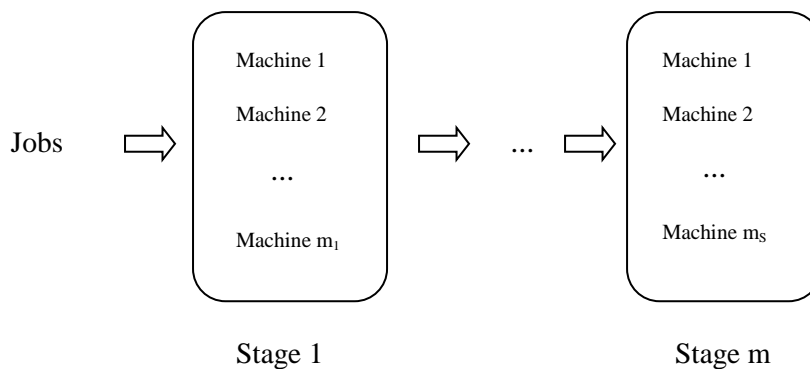 Jobs
Machine 1
Machine 2
...
Machine m₁
Stage 1
...
Machine 1
Machine 2
...
Machine mS
Stage m